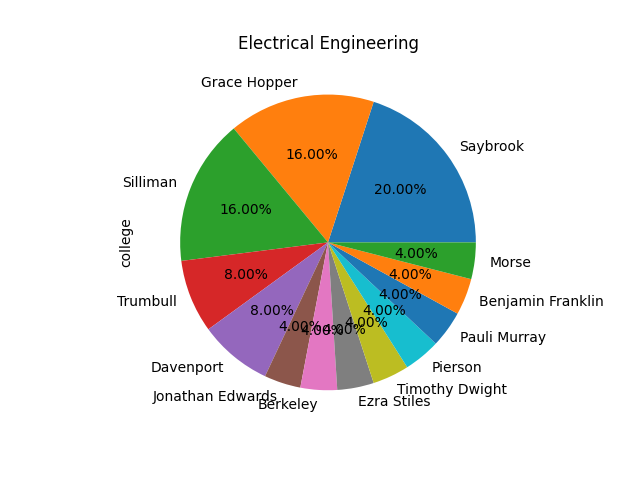 Electrical Engineering
Grace Hopper
Saybrook
16.00%
Silliman
20.00%
16.00%
college
4.00%
Morse
8.00%
4.00%
Trumbull
4.00%
Benjamin Franklin
8.00%
4.00%
4.00%
4.00%
4.00%
4.00%
Pauli Murray
Davenport
Pierson
Jonathan Edwards
Timothy Dwight
Berkeley
Ezra Stiles